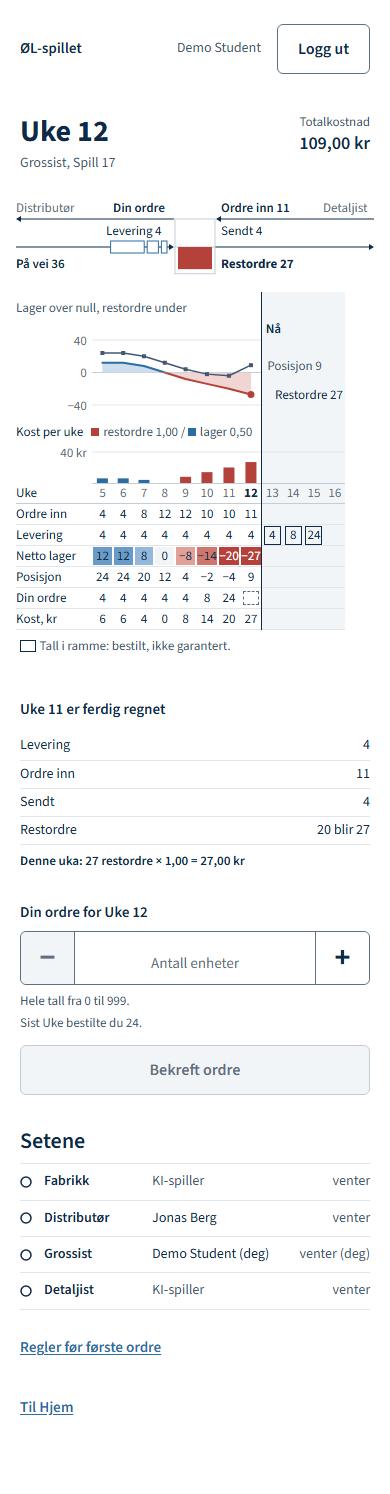 ØL-spillet Demo Student Logg ut
Uke 12 Totalkostnad
109,00 kr
Grossist, Spill 17
Distributør Din ordre Ordre inn 11 Detaljist
Levering 4 Sendt 4
På vei 36 Restordre 27
Lager over null, restordre under
Nå
40
0 Posisjon 9
Restordre 27
−40
Kost per uke restordre 1,00 / lager 0,50
40 kr
Uke 5 6 7 8 9 10 11 12 13 14 15 16
Ordre inn 4 4 8 12 12 10 10 11
Levering 4 4 4 4 4 4 4 4 4 8 24
Netto lager 12 12 8 0 −8 −14 −20 −27
Posisjon 24 24 20 12 4 −2 −4 9
Din ordre 4 4 4 4 4 8 24
Kost, kr 6 6 4 0 8 14 20 27
Tall i ramme: bestilt, ikke garantert.
Uke 11 er ferdig regnet
Levering 4
Ordre inn 11
Sendt 4
Restordre 20 blir 27
Denne uka: 27 restordre × 1,00 = 27,00 kr
Din ordre for Uke 12
− Antall enheter +
Hele tall fra 0 til 999.
Sist Uke bestilte du 24.
Bekreft ordre
Setene
Fabrikk KI-spiller venter
Distributør Jonas Berg venter
Grossist Demo Student (deg) venter (deg)
Detaljist KI-spiller venter
Regler før første ordre
Til Hjem